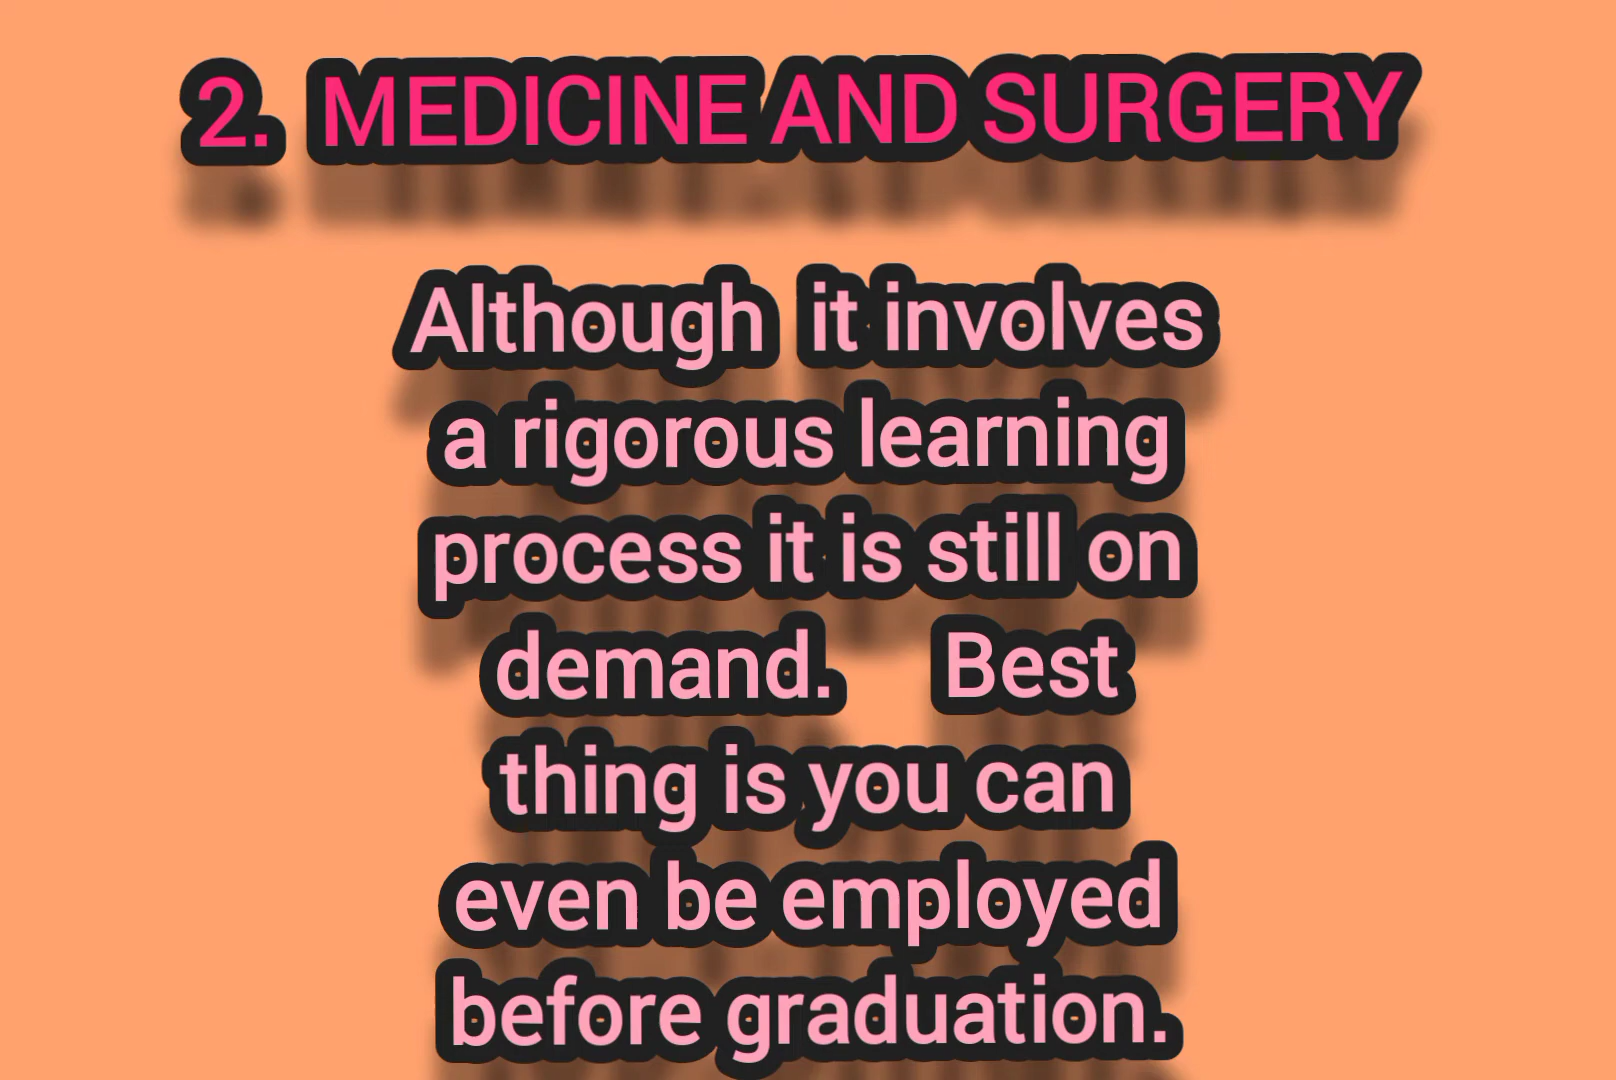 2. MEDICINE AND SURGERY
Although it involves
a rigorous learning
process it is still on
demand. Best
thing is you can
even be employed
before graduation.